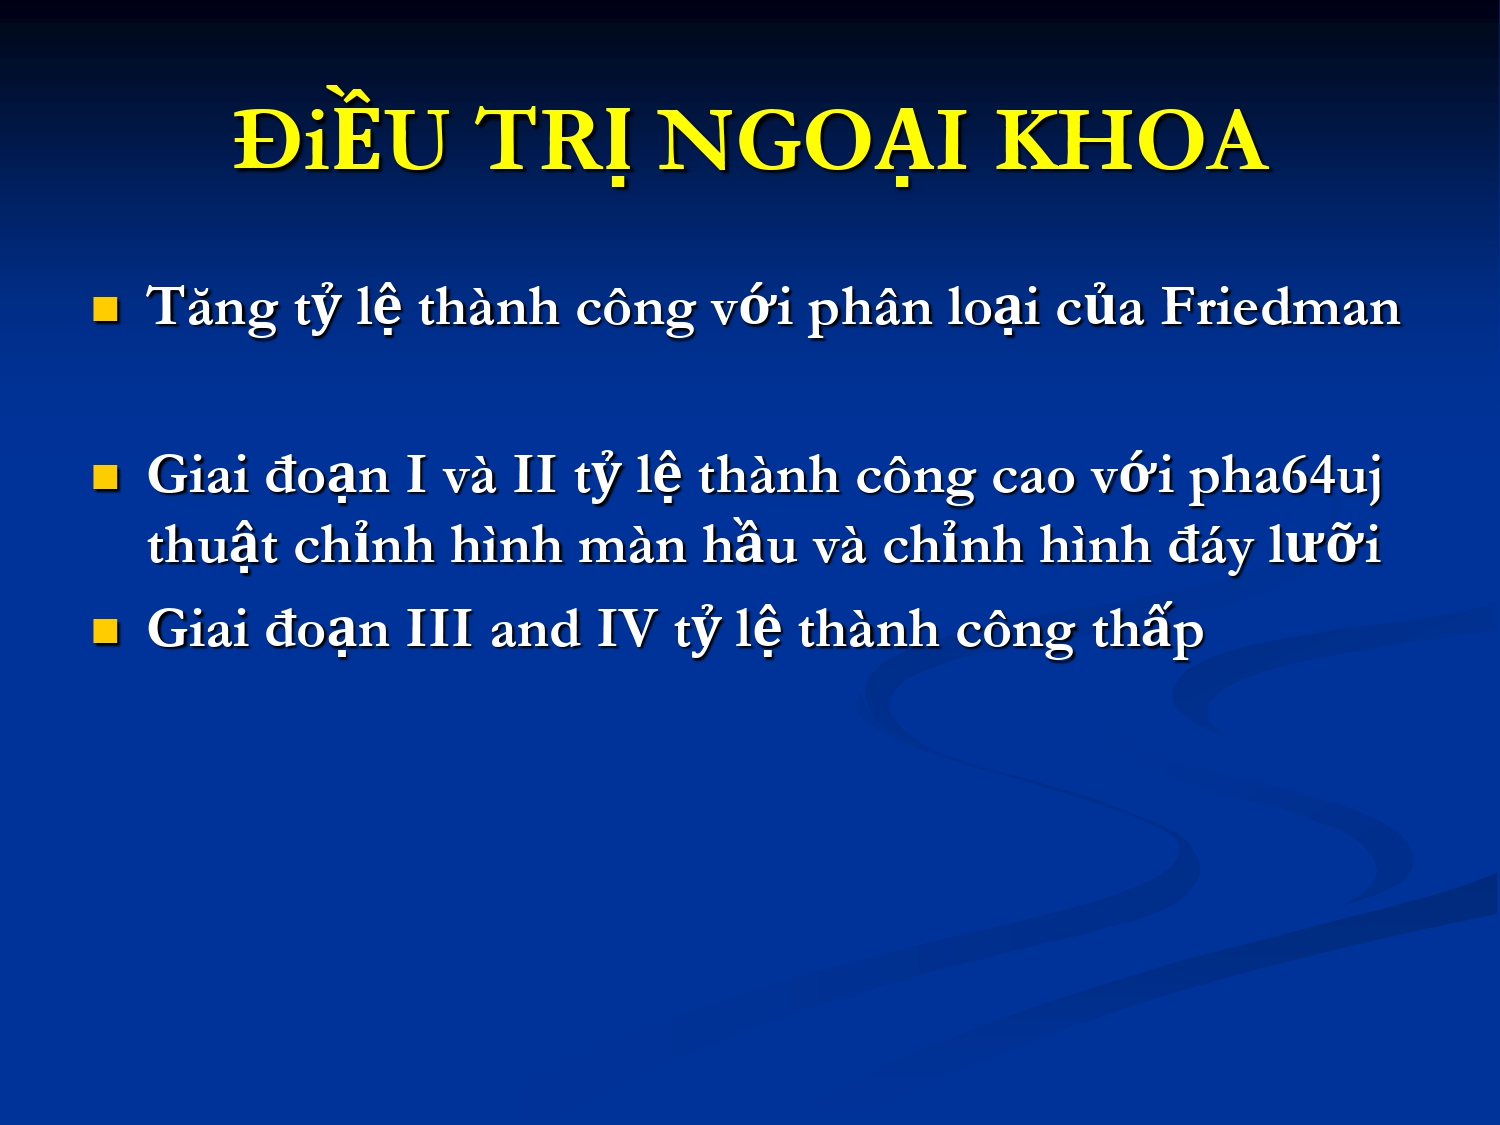 ĐiỀU TRỊ NGOẠI KHOA
Tăng tỷ lệ thành công với phân loại của Friedman
Giai đoạn I và II tỷ lệ thành công cao với pha64uj
thuật chỉnh hình màn hầu và chỉnh hình đáy lưỡi
Giai đoạn III and IV tỷ lệ thành công thấp